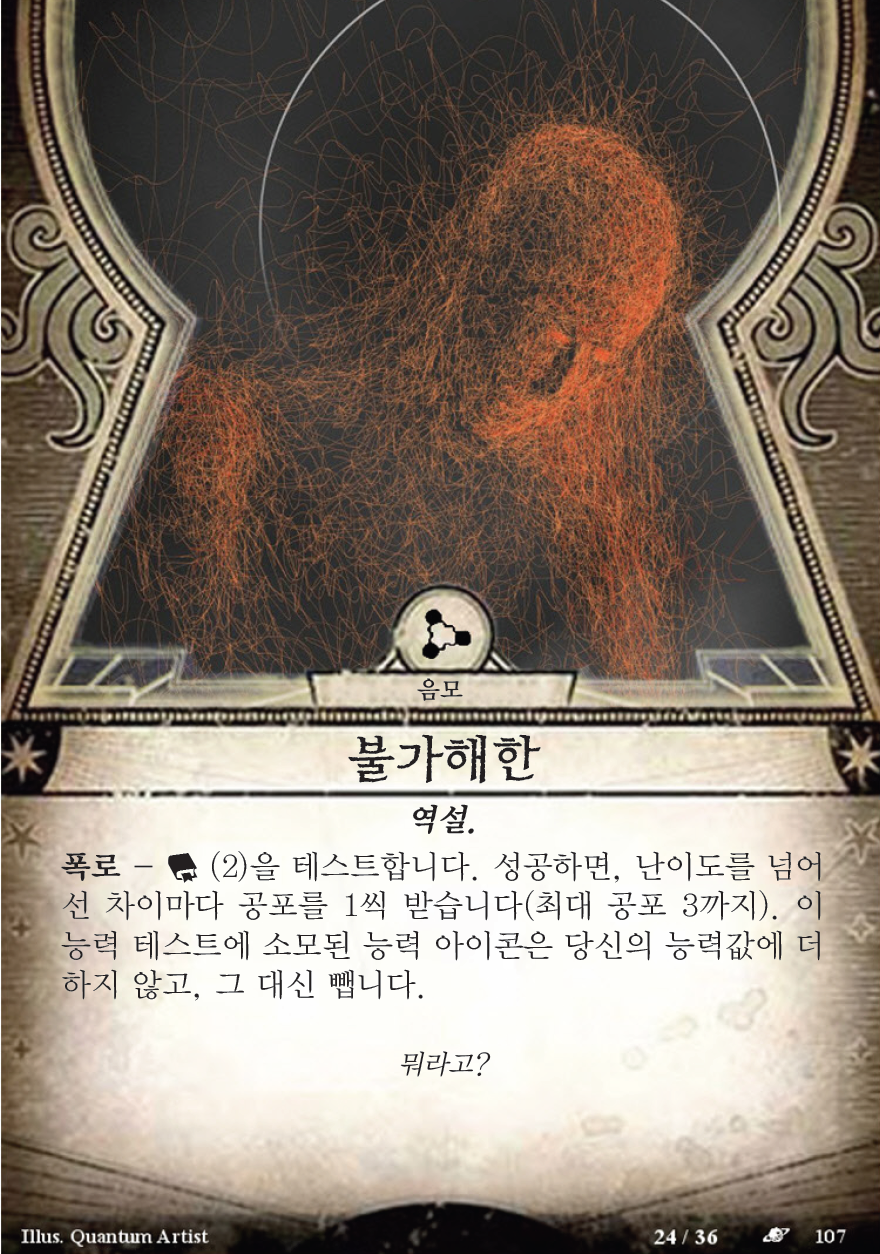 음모
불가해한
역설.
폭로 – (2)을 테스트합니다. 성공하면, 난이도를 넘어
선 차이마다 공포를 1씩 받습니다(최대 공포 3까지). 이
능력 테스트에 소모된 능력 아이콘은 당신의 능력값에 더
하지 않고, 그 대신 뺍니다.
뭐라고?
Illus. Quantum Artist 24 / 36 107